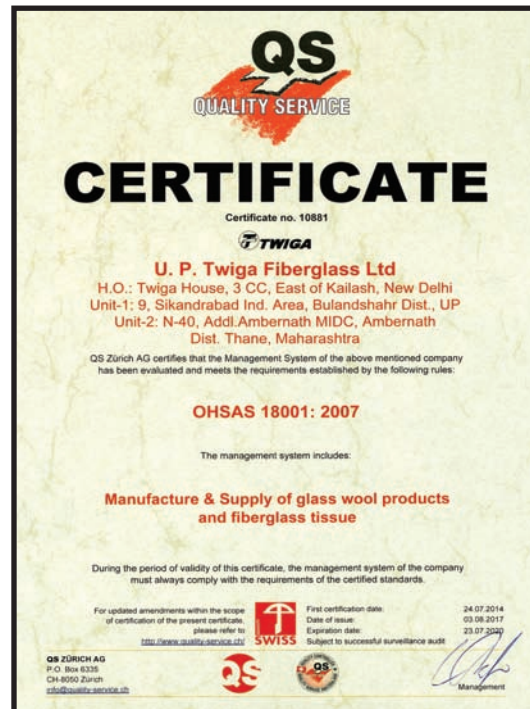 QS
QUALITY SERVICE
CERTIFICATE
Certificate no. 10881
TWIGA
U. P. Twiga Fiberglass Ltd
H.O.: Twiga House, 3 CC, East of Kailash, New Delhi
Unit-1: 9, Sikandrabad Ind. Area, Bulandshahr Dist., UP
Unit-2: N-40, Addl.Ambernath MIDC, Ambernath
Dist. Thane, Maharashtra
QS Zürich AG certifies that the Management System of the above mentioned company
has been evaluated and meets the requirements established by the following rules:
OHSAS 18001: 2007
The management system includes:
Manufacture & Supply of glass wool products
and fiberglass tissue
During the period of validity of this certificate, the management system of the company
must always comply with the requirements of the certified standards.
For updated amendments within the scope
of certification of the present certificate,
please refer to
http://www.quality-service.ch/
SWISS
First certification date: 24.07.2014
Date of issue: 03.08.2017
Expiration date: 23.07.2020
Subject to successful surveillance audit
QS ZÜRICH AG
P.O. Box 6335
CH-8050 Zürich
info@quality-service.ch
QS
QS
Management